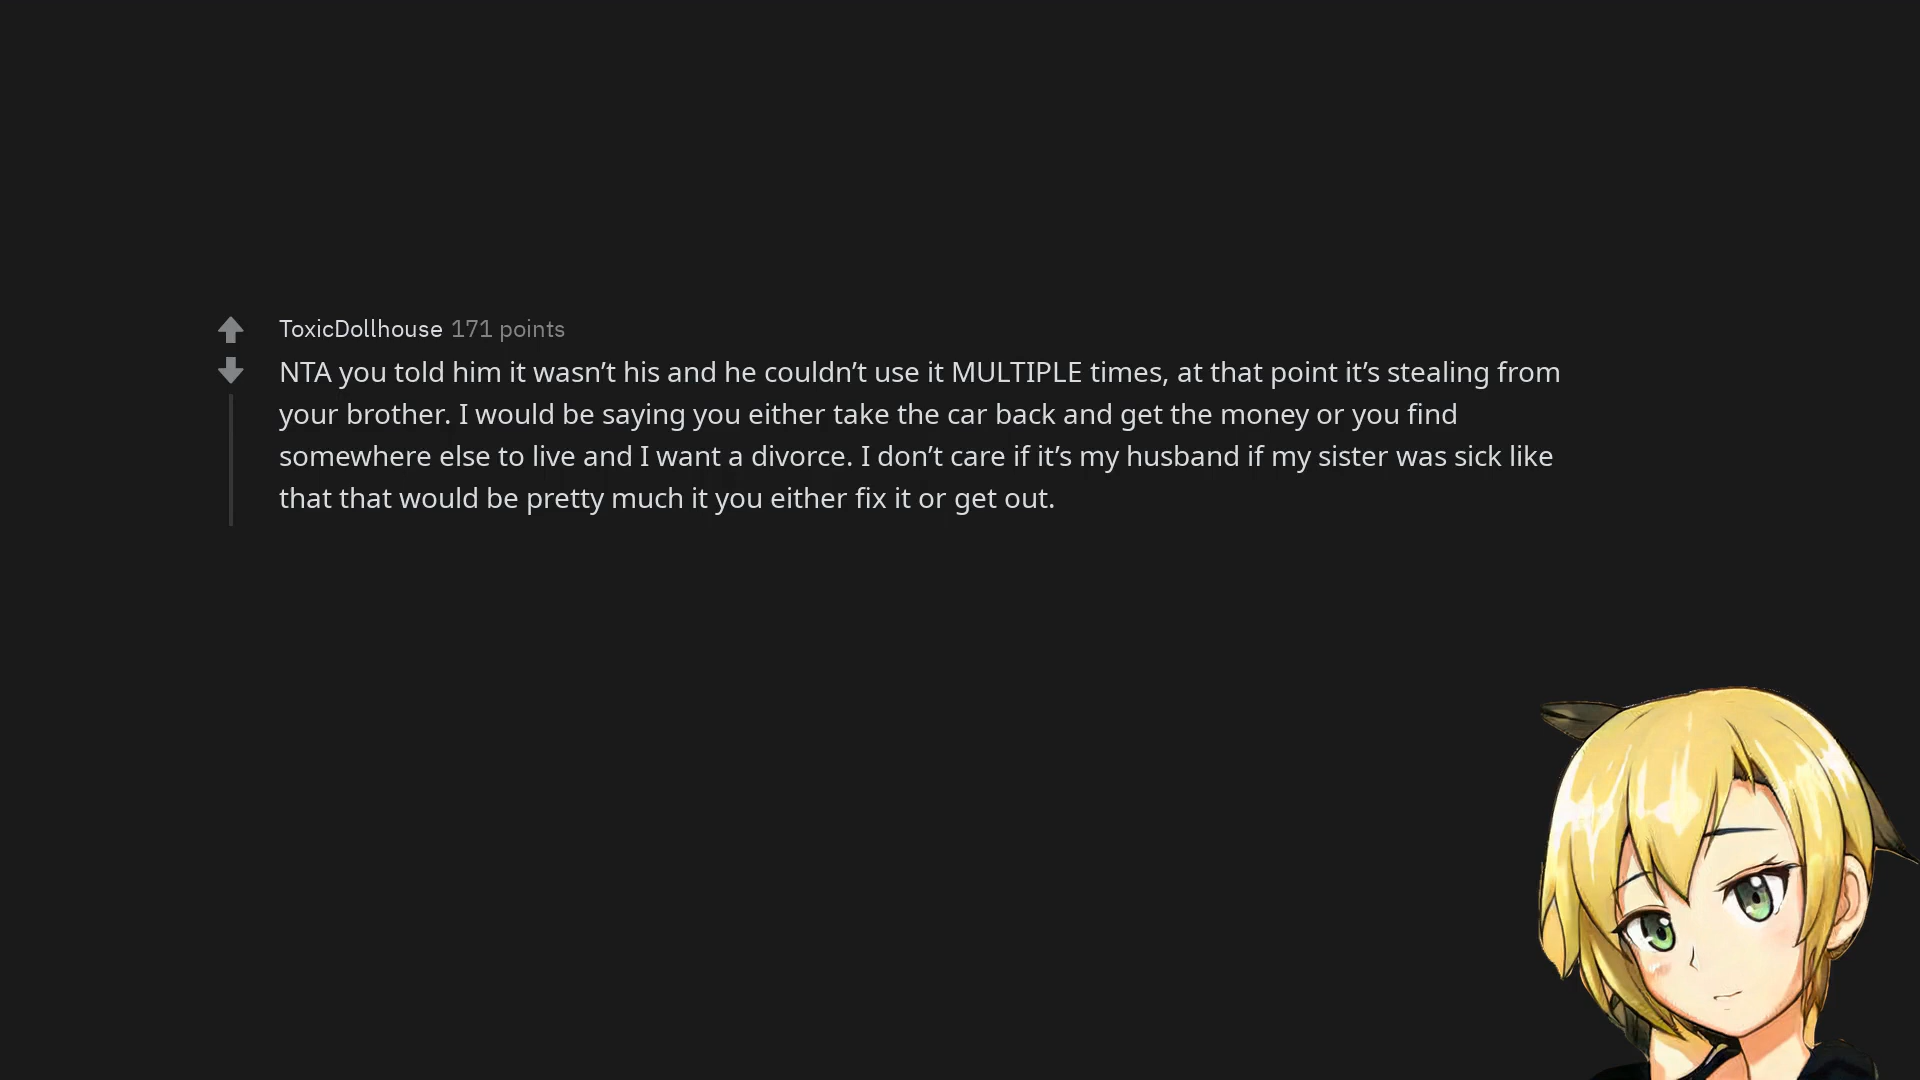 ToxicDollhouse 171 points
NTA you told him it wasn’t his and he couldn’t use it MULTIPLE times, at that point it’s stealing from
your brother. I would be saying you either take the car back and get the money or you find
somewhere else to live and I want a divorce. I don’t care if it’s my husband if my sister was sick like
that that would be pretty much it you either fix it or get out.